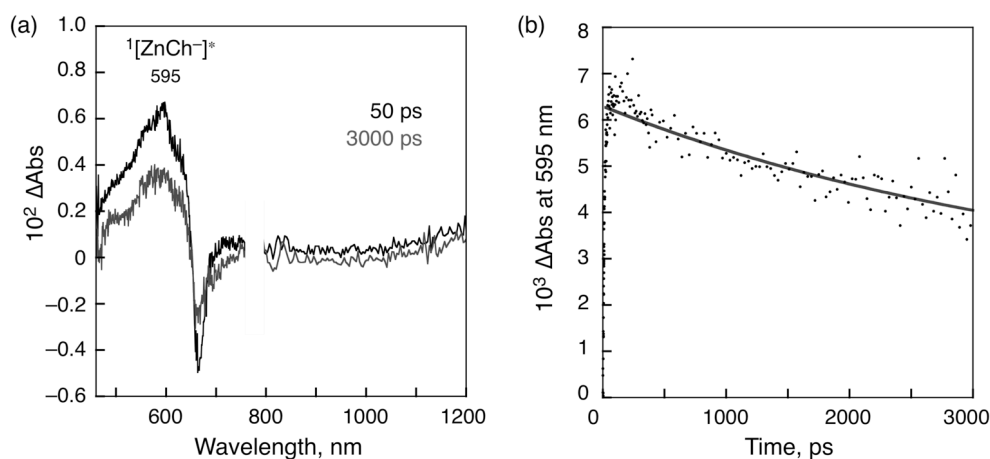 (a)
1.0
0.8
0.6
0.4
0.2
0
−0.2
−0.4
−0.6
10² ΔAbs
¹[ZnCh⁻]*
595
50 ps
3000 ps
600 800 1000 1200
Wavelength, nm
(b)
8
7
6
5
4
3
2
1
0
10³ ΔAbs at 595 nm
0 1000 2000 3000
Time, ps